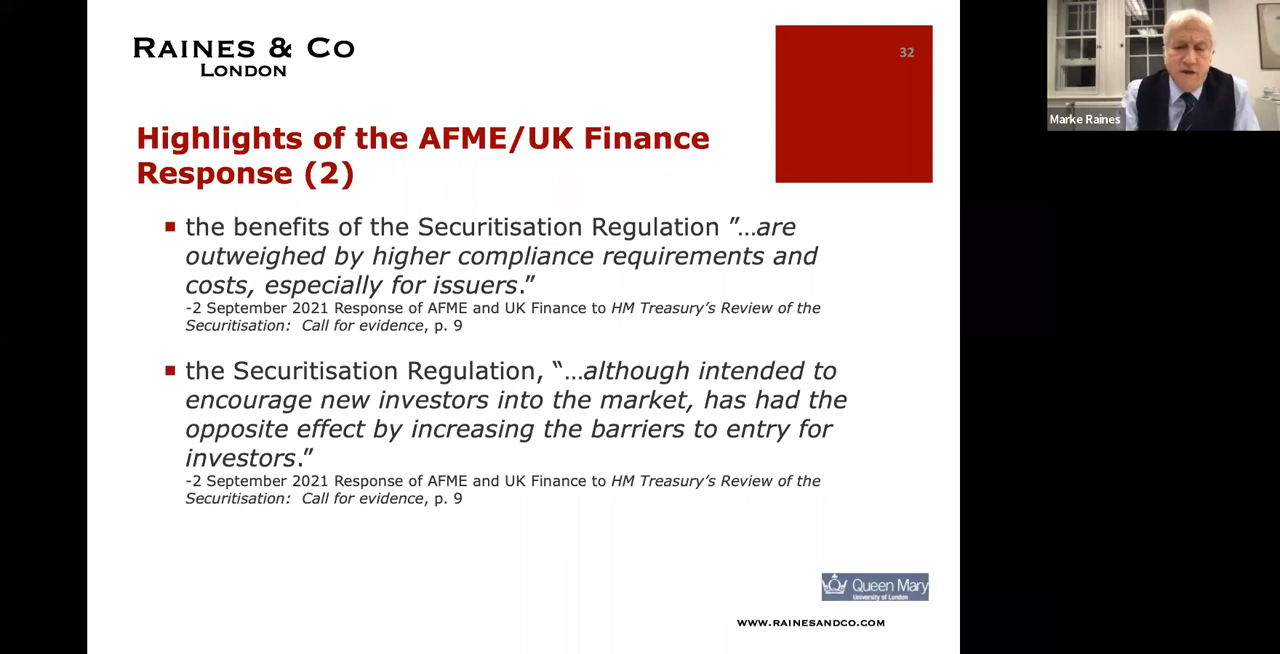 RAINES & CO
LONDON
32
Marke Raines
Highlights of the AFME/UK Finance
Response (2)
the benefits of the Securitisation Regulation ”…are
outweighed by higher compliance requirements and
costs, especially for issuers.”
-2 September 2021 Response of AFME and UK Finance to HM Treasury’s Review of the
Securitisation: Call for evidence, p. 9
the Securitisation Regulation, “…although intended to
encourage new investors into the market, has had the
opposite effect by increasing the barriers to entry for
investors.”
-2 September 2021 Response of AFME and UK Finance to HM Treasury’s Review of the
Securitisation: Call for evidence, p. 9
Queen Mary
University of London
WWW.RAINESANDCO.COM